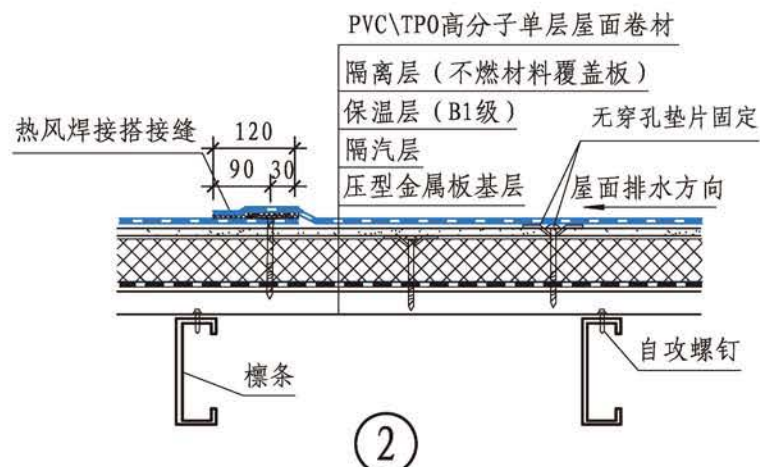 PVC\TPO高分子单层屋面卷材
隔离层（不燃材料覆盖板）
保温层（B1级）
隔汽层
压型金属板基层
热风焊接搭接缝
120
90
30
无穿孔垫片固定
屋面排水方向
檩条
自攻螺钉
2